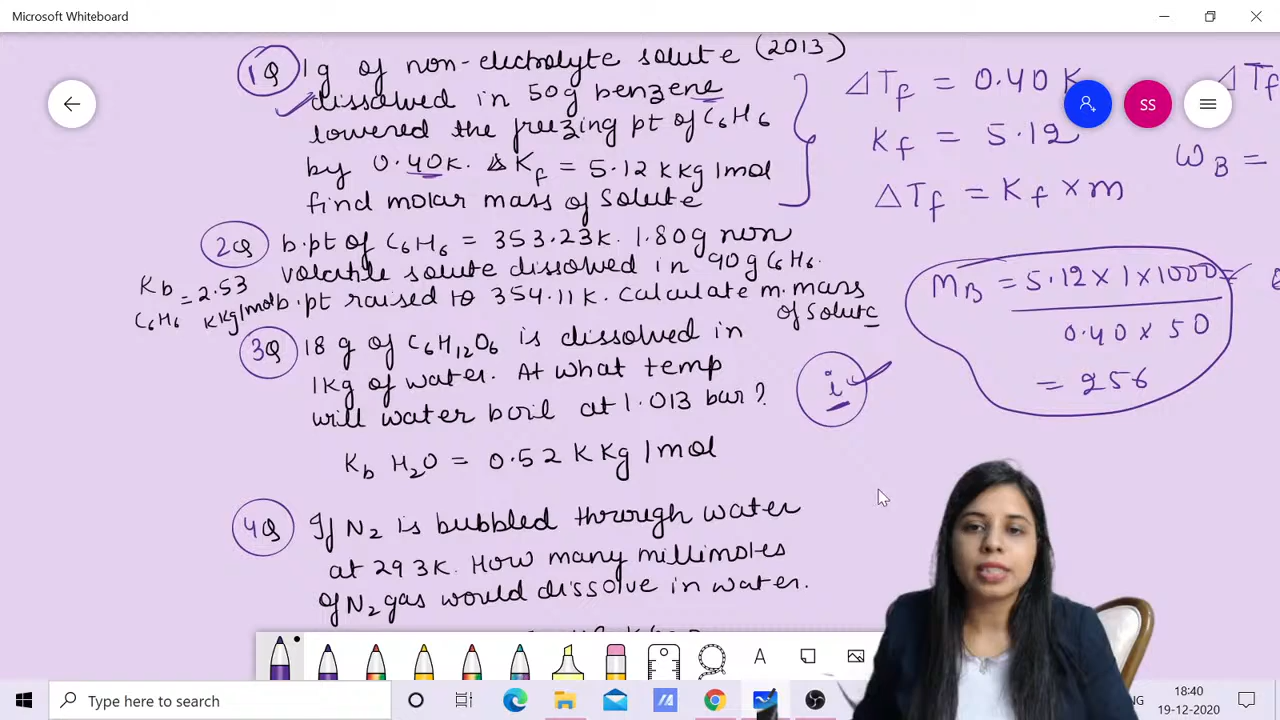 Microsoft Whiteboard
1Q 1g of non-electrolyte solute (2013)
dissolved in 50g benzene
lowered the freezing pt of C6H6
by 0.40K. Kf = 5.12 K Kg/mol
find molar mass of solute
2Q b.pt of C6H6 = 353.23K. 1.80g non
volatile solute dissolved in 90g C6H6.
b.pt raised to 354.11K. Calculate m.mass
of solute
Kb C6H6 = 2.53 K Kg/mol
3Q 18 g of C6H12O6 is dissolved in
1Kg of water. At what temp
will water boil at 1.013 bar?
Kb H2O = 0.52 K Kg/mol
4Q If N2 is bubbled through water
at 293K. How many millimoles
of N2 gas would dissolve in water.
ΔTf = 0.40 K
Kf = 5.12
ΔTf = Kf × m
ΔTf
WB =
MB = 5.12 × 1 × 1000 =
0.40 × 50
= 256
i
SS
A
Type here to search
NG
18:40
19-12-2020